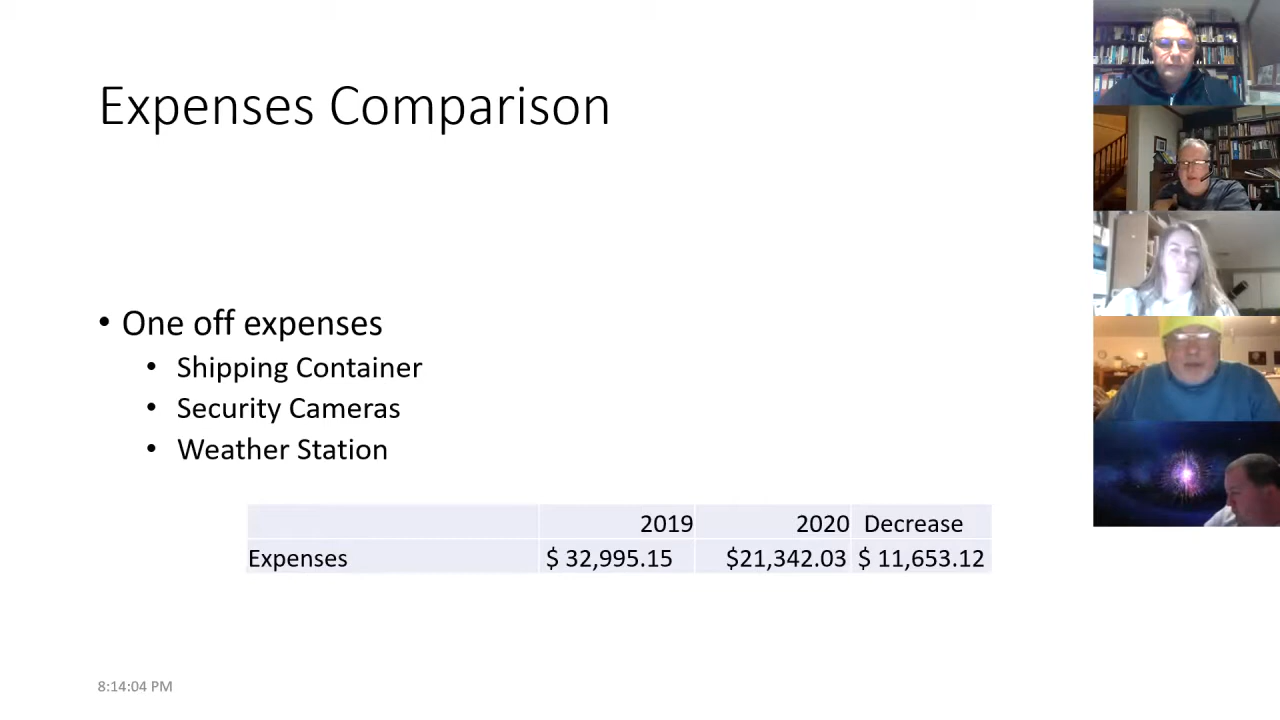 Expenses Comparison
• One off expenses
• Shipping Container
• Security Cameras
• Weather Station
2019 2020 Decrease
Expenses $ 32,995.15 $21,342.03 $ 11,653.12
8:14:04 PM